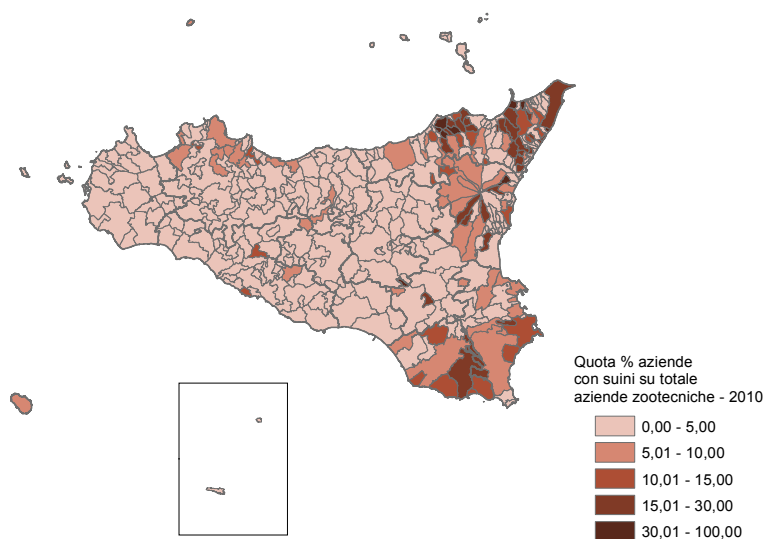 Quota % aziende
con suini su totale
aziende zootecniche - 2010
0,00 - 5,00
5,01 - 10,00
10,01 - 15,00
15,01 - 30,00
30,01 - 100,00